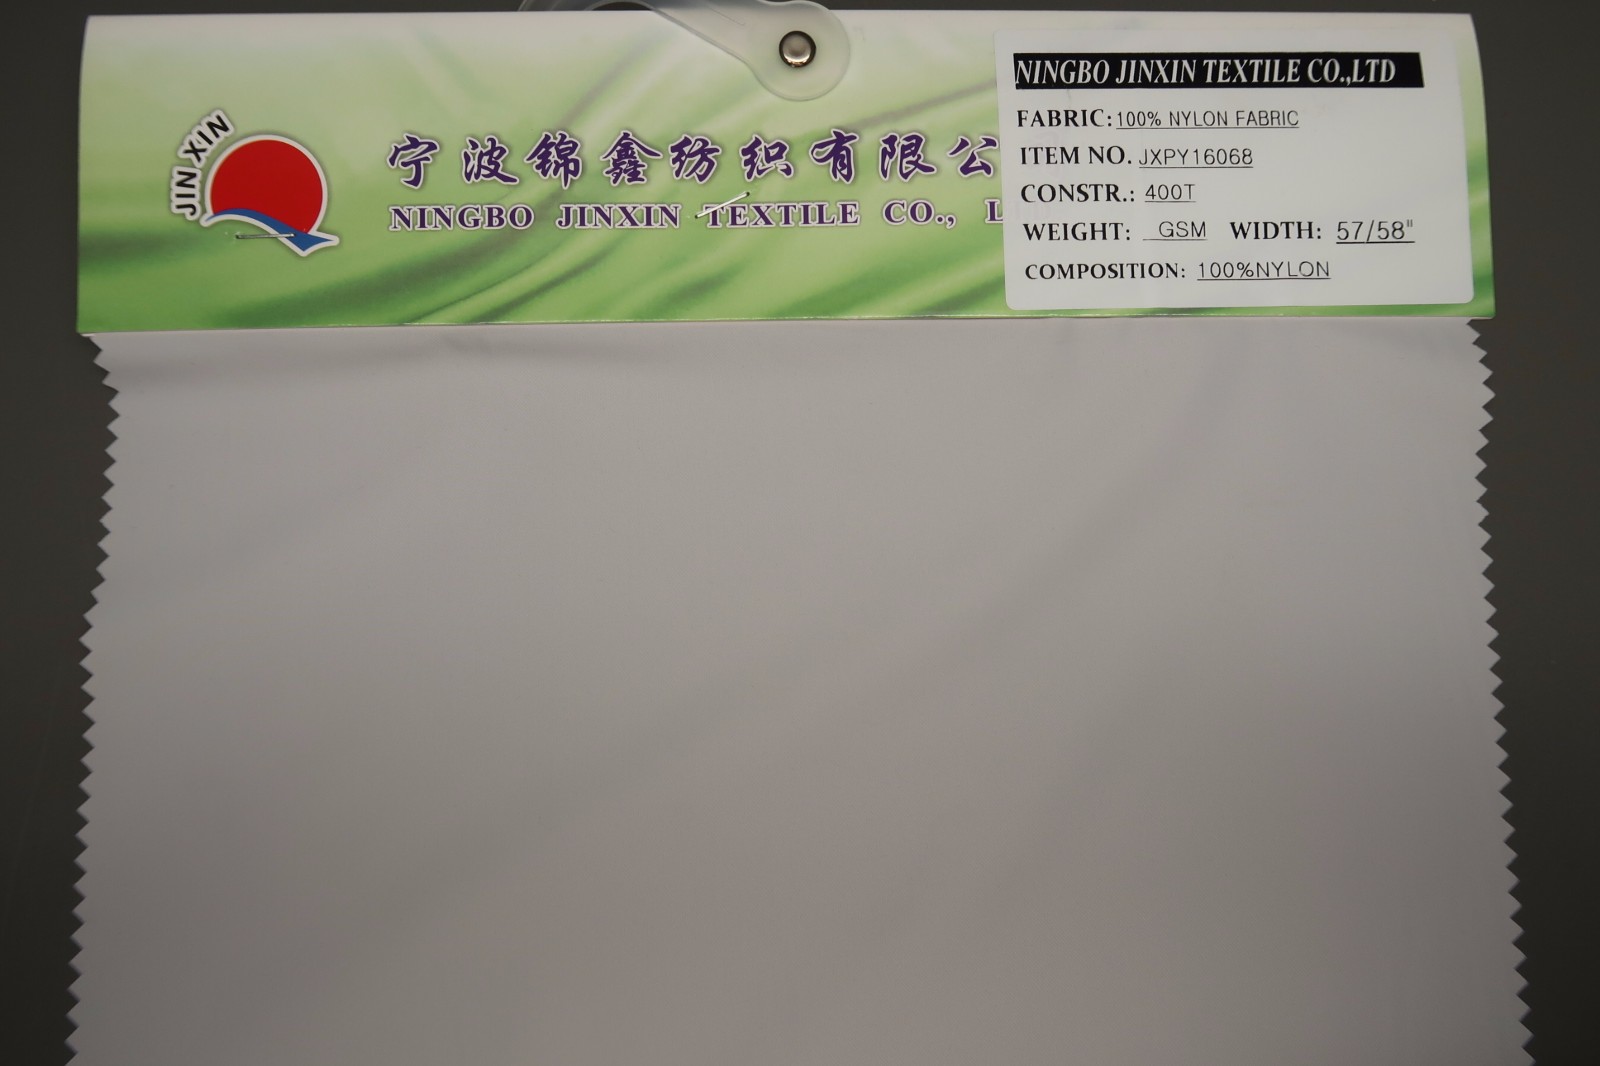 JIN XIN
宁波锦鑫纺织有限公
NINGBO JINXIN TEXTILE CO., L
NINGBO JINXIN TEXTILE CO.,LTD
FABRIC: 100% NYLON FABRIC
ITEM NO. JXPY16068
CONSTR.: 400T
WEIGHT: _GSM WIDTH: 57/58"
COMPOSITION: 100%NYLON